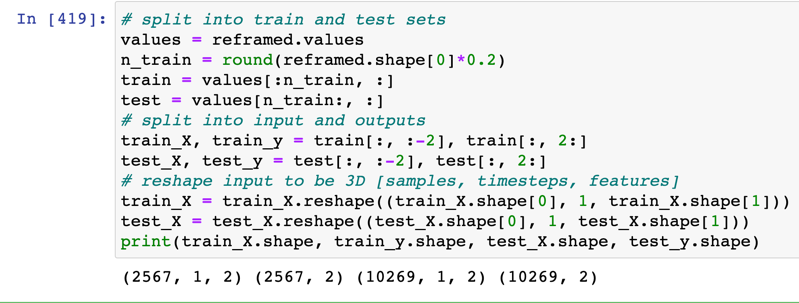 In [419]: # split into train and test sets
values = reframed.values
n_train = round(reframed.shape[0]*0.2)
train = values[:n_train, :]
test = values[n_train:, :]
# split into input and outputs
train_X, train_y = train[:, :-2], train[:, 2:]
test_X, test_y = test[:, :-2], test[:, 2:]
# reshape input to be 3D [samples, timesteps, features]
train_X = train_X.reshape((train_X.shape[0], 1, train_X.shape[1]))
test_X = test_X.reshape((test_X.shape[0], 1, test_X.shape[1]))
print(train_X.shape, train_y.shape, test_X.shape, test_y.shape)
(2567, 1, 2) (2567, 2) (10269, 1, 2) (10269, 2)